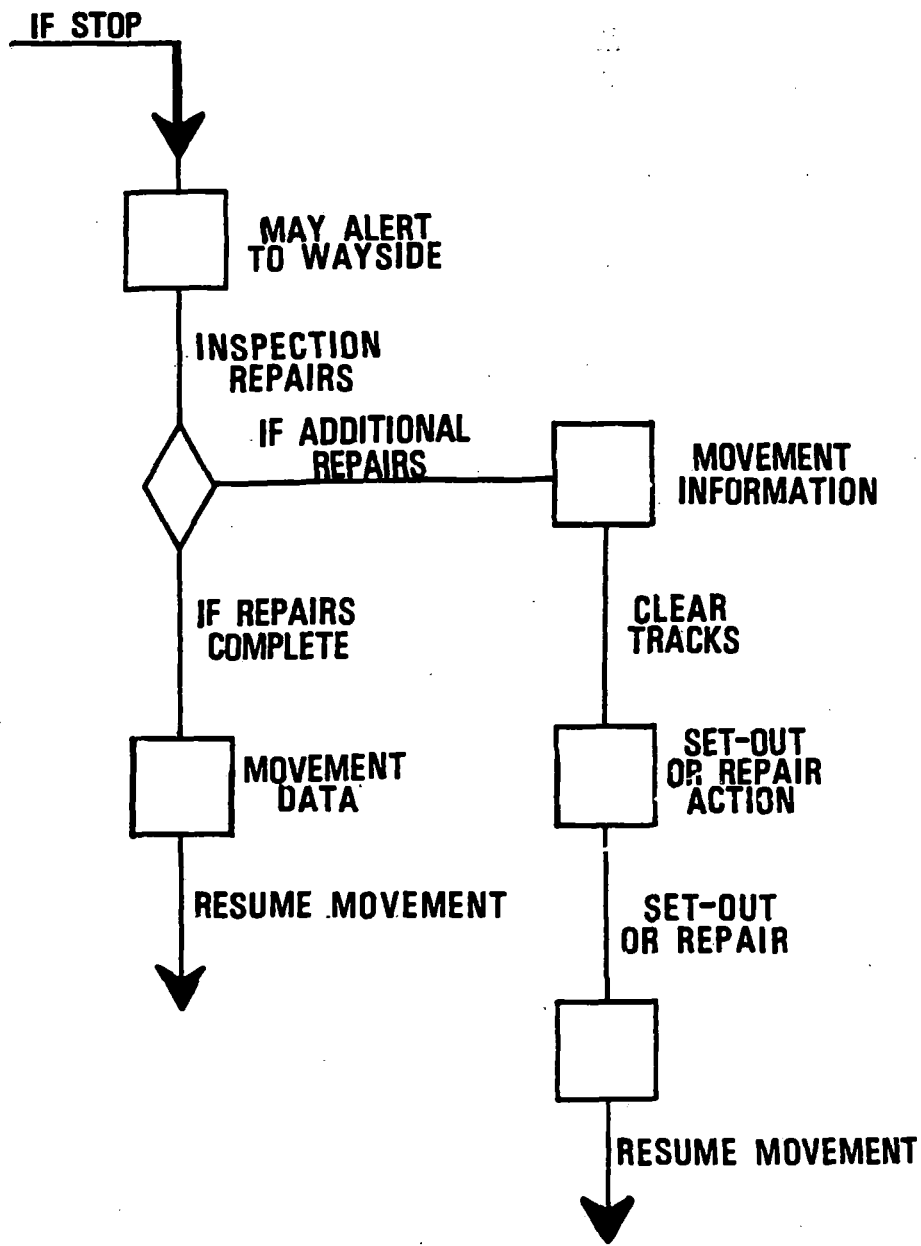 IF STOP
MAY ALERT
TO WAYSIDE
INSPECTION
REPAIRS
IF ADDITIONAL
REPAIRS
MOVEMENT
INFORMATION
IF REPAIRS
COMPLETE
CLEAR
TRACKS
MOVEMENT
DATA
SET-OUT
OR REPAIR
ACTION
RESUME MOVEMENT
SET-OUT
OR REPAIR
RESUME MOVEMENT